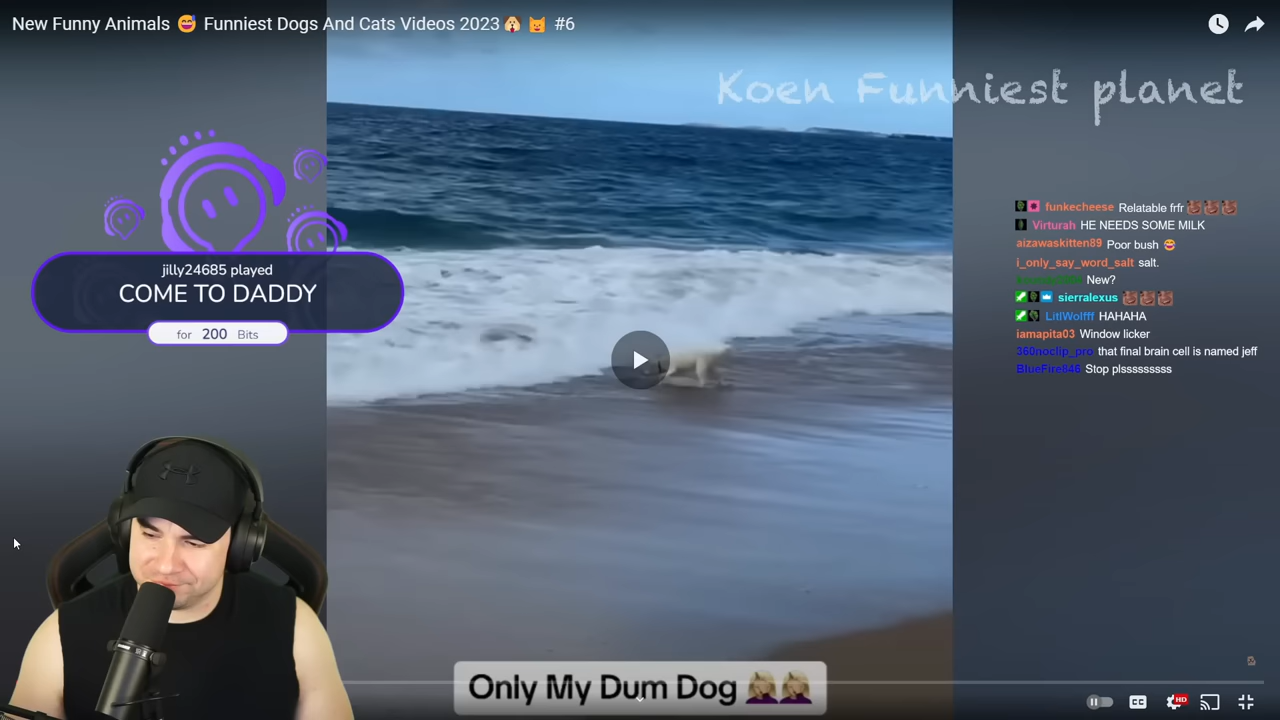 New Funny Animals 😅 Funniest Dogs And Cats Videos 2023 🐶 🐱 #6
Koen Funniest planet
jilly24685 played
COME TO DADDY
for 200 Bits
funkecheese Relatable frfr
Virturah HE NEEDS SOME MILK
aizawaskitten89 Poor bush 😂
i_only_say_word_salt salt.
New?
sierralexus
LitlWolfff HAHAHA
iamapita03 Window licker
360noclip_pro that final brain cell is named jeff
BlueFire846 Stop plsssssssss
Only My Dum Dog 🤦🏼‍♀️🤦🏼‍♀️
CC
HD